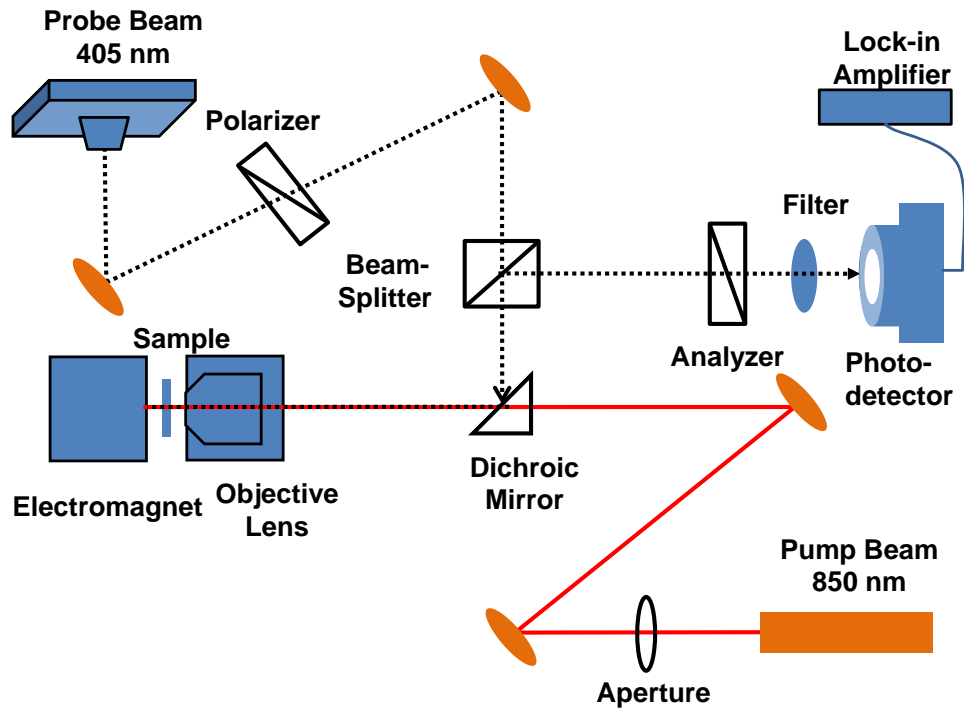 Probe Beam
405 nm
Lock-in
Amplifier
Polarizer
Filter
Beam-
Splitter
Sample
Analyzer
Photo-
detector
Dichroic
Mirror
Electromagnet
Objective
Lens
Pump Beam
850 nm
Aperture